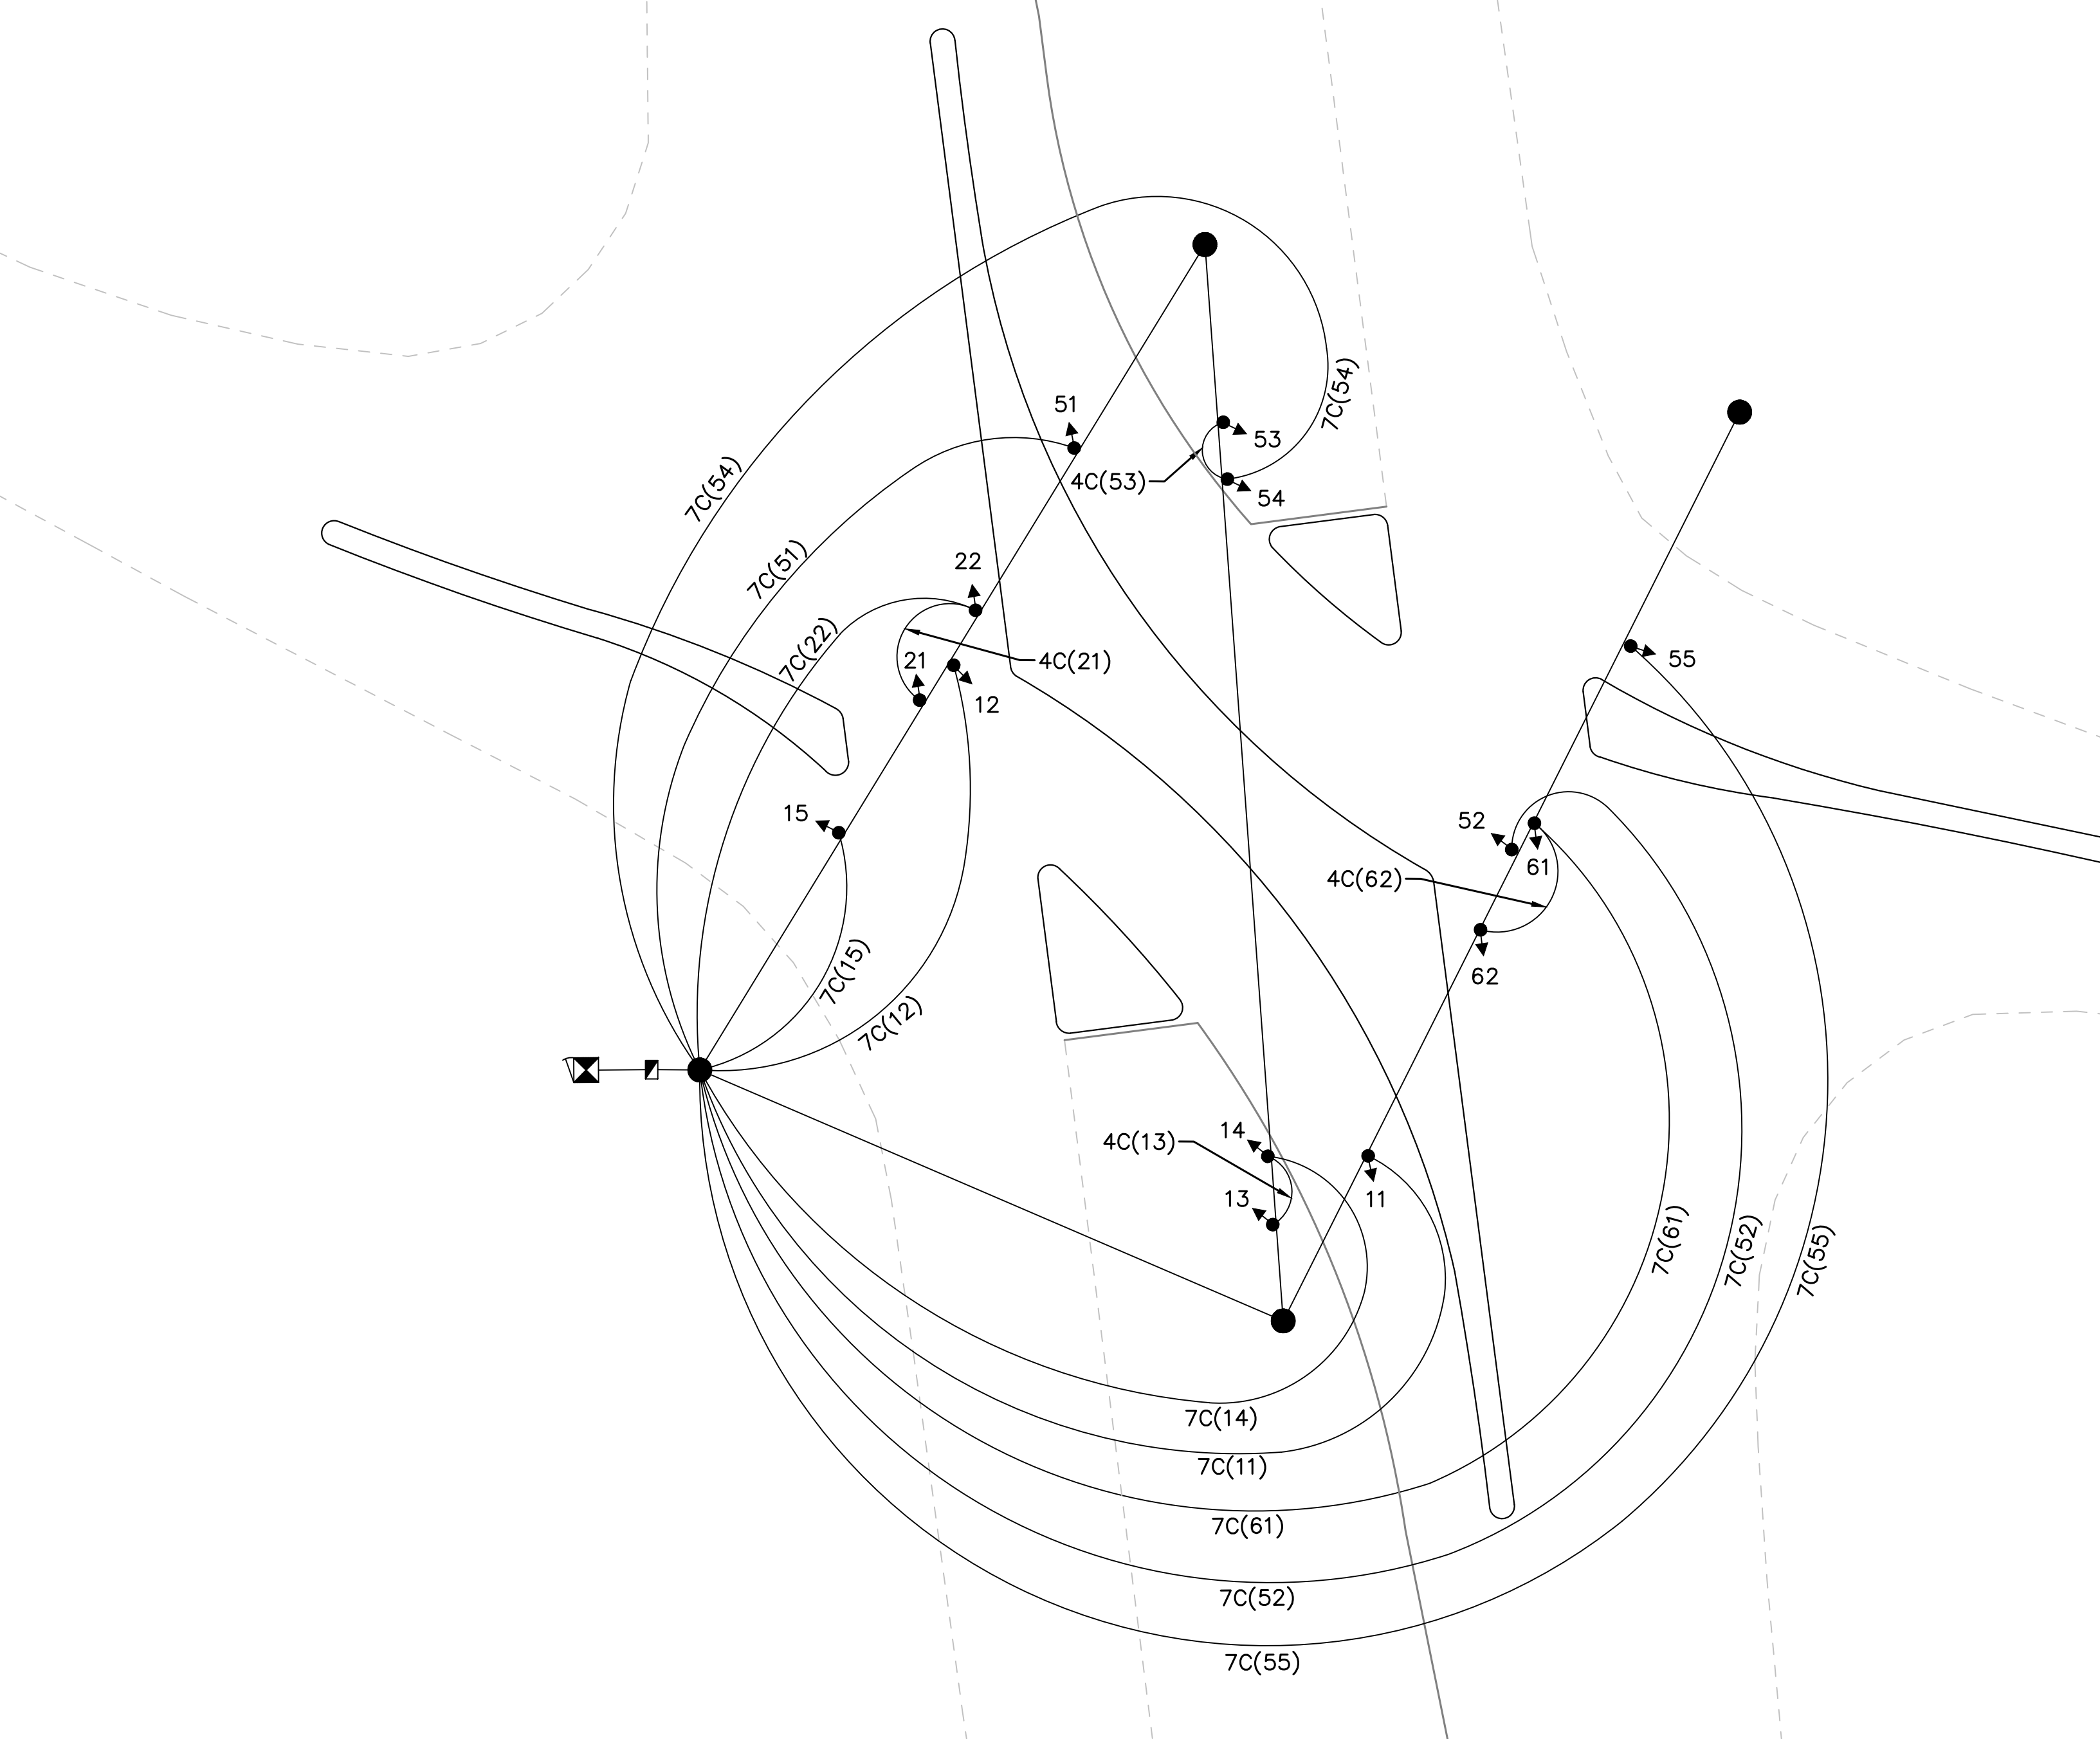 51
7C(54)
53
4C(53)
54
7C(54)
7C(51)
22
7C(22)
21
4C(21)
55
12
15
52
61
4C(62)
62
7C(15)
7C(12)
14
4C(13)
13
11
7C(61)
7C(52)
7C(55)
7C(14)
7C(11)
7C(61)
7C(52)
7C(55)